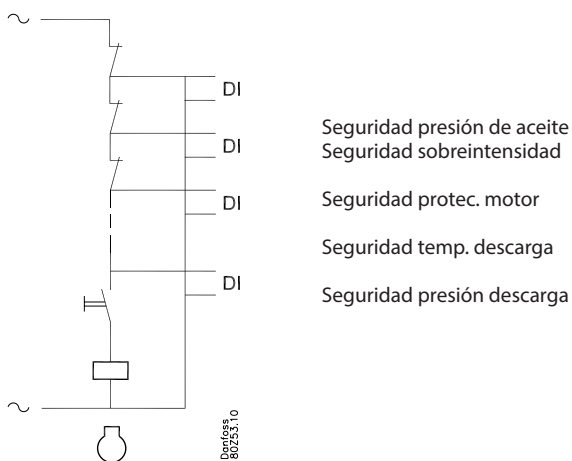 DI
DI
DI
DI
Seguridad presión de aceite
Seguridad sobreintensidad
Seguridad protec. motor
Seguridad temp. descarga
Seguridad presión descarga
Danfoss
80Z53.10